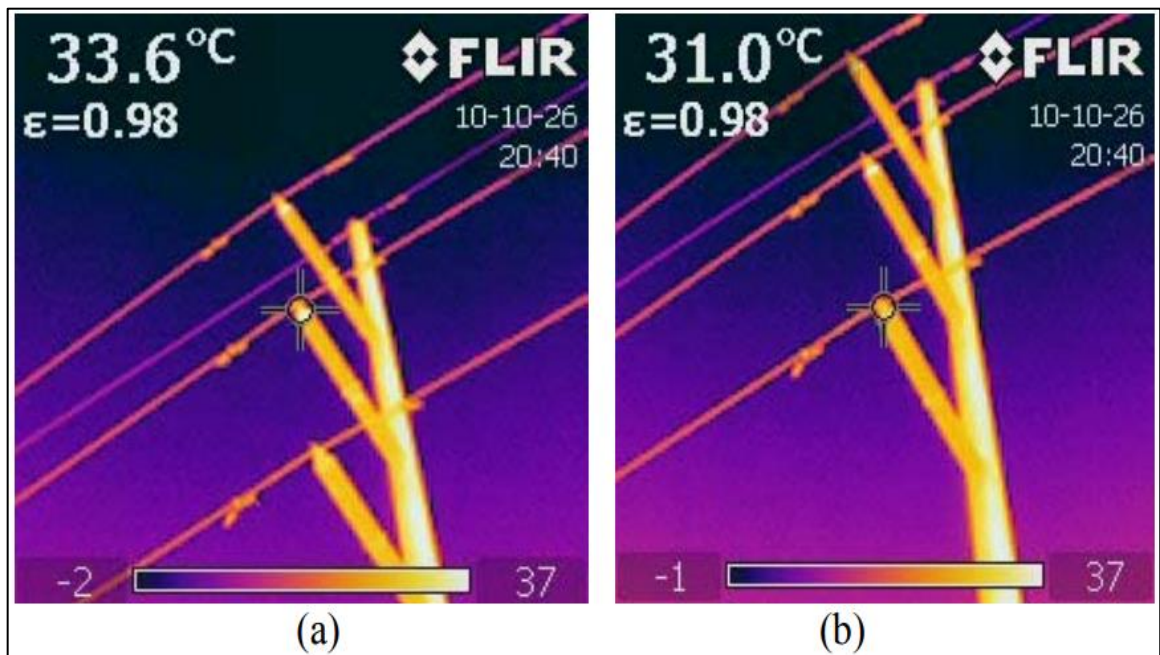 33.6°C
FLIR
ε=0.98
10-10-26
20:40
-2
37
(a)
31.0°C
FLIR
ε=0.98
10-10-26
20:40
-1
37
(b)